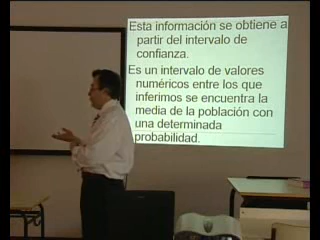 Esta información se obtiene a
partir del intervalo de
confianza.
Es un intervalo de valores
numéricos entre los que
inferimos se encuentra la
media de la población con
una determinada
probabilidad.